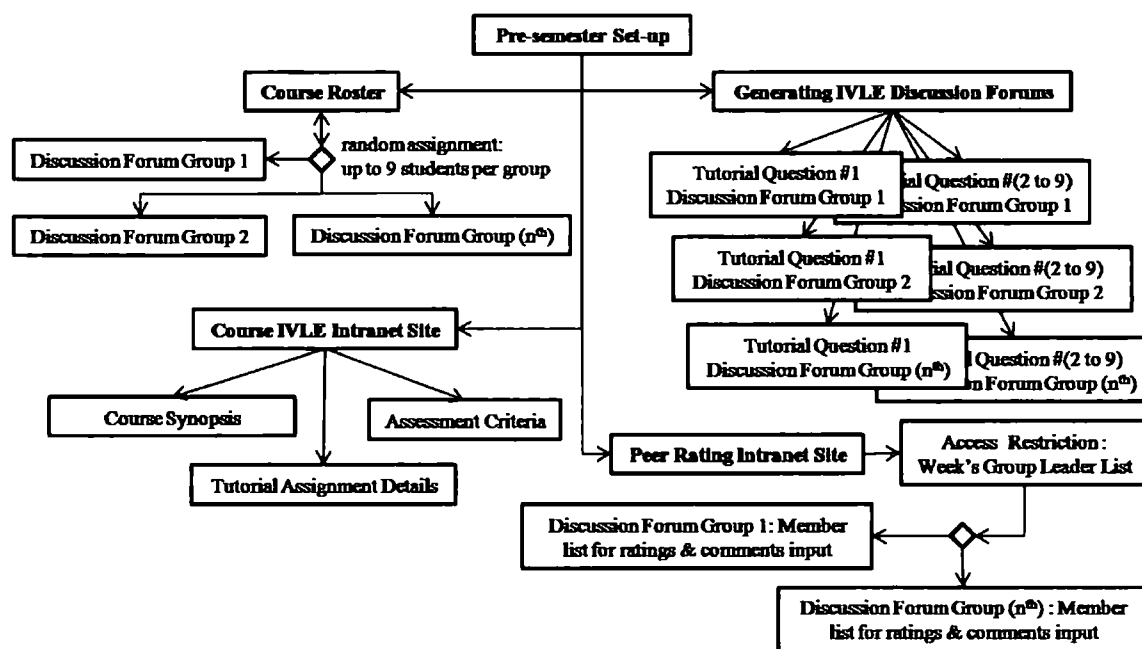 Pre-semester Set-up
Course Roster
Generating IVLE Discussion Forums
random assignment:
up to 9 students per group
Discussion Forum Group 1
Discussion Forum Group 2
Discussion Forum Group (nth)
Tutorial Question #1
Discussion Forum Group 1
ial Question #(2 to 9)
cussion Forum Group 1
Tutorial Question #1
Discussion Forum Group 2
ial Question #(2 to 9)
cussion Forum Group 2
Tutorial Question #1
Discussion Forum Group (nth)
l Question #(2 to 9)
on Forum Group (nth)
Course IVLE Intranet Site
Course Synopsis
Assessment Criteria
Tutorial Assignment Details
Peer Rating Intranet Site
Access Restriction :
Week's Group Leader List
Discussion Forum Group 1: Member
list for ratings & comments input
Discussion Forum Group (nth) : Member
list for ratings & comments input